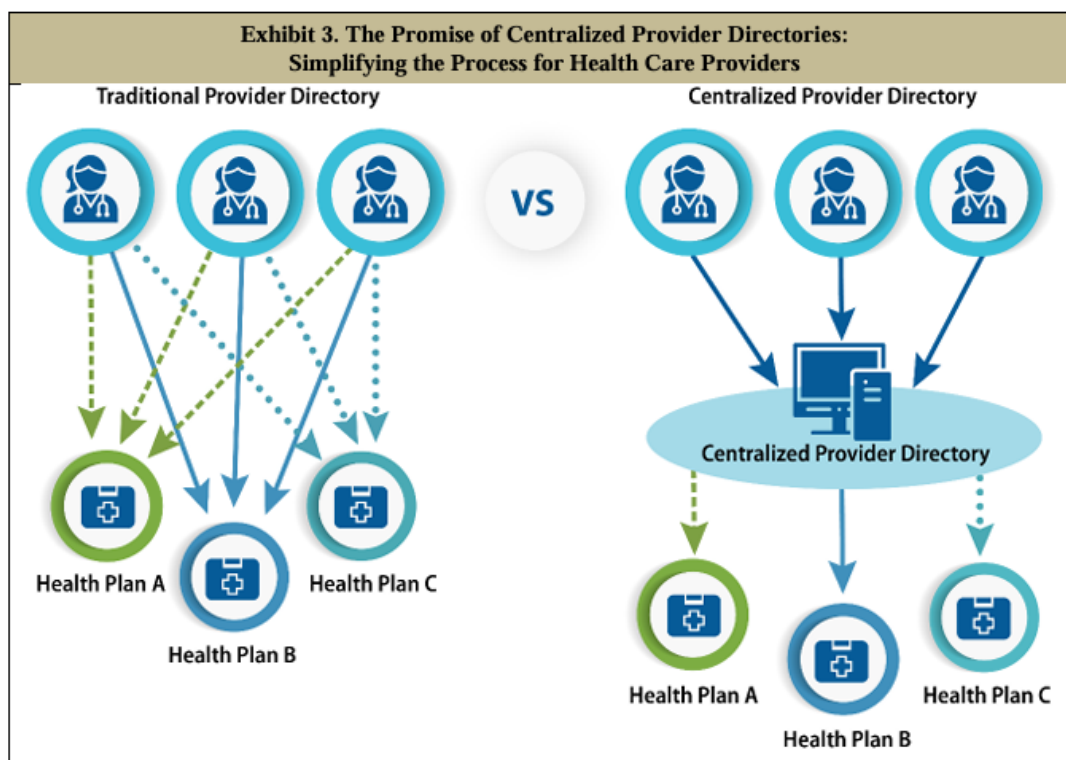 Exhibit 3. The Promise of Centralized Provider Directories:
Simplifying the Process for Health Care Providers
Traditional Provider Directory
Health Plan A
Health Plan B
Health Plan C
VS
Centralized Provider Directory
Centralized Provider Directory
Health Plan A
Health Plan B
Health Plan C